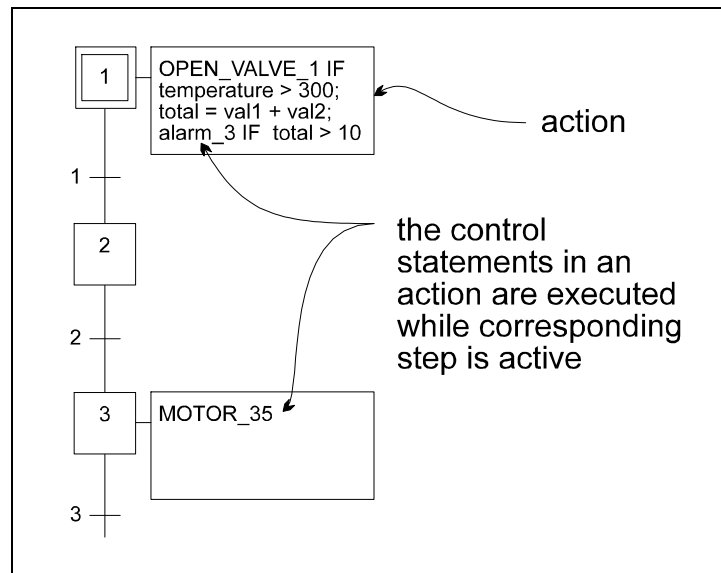 1
OPEN_VALVE_1 IF
temperature > 300;
total = val1 + val2;
alarm_3 IF total > 10
action
1
2
the control
statements in an
action are executed
while corresponding
step is active
2
3
MOTOR_35
3